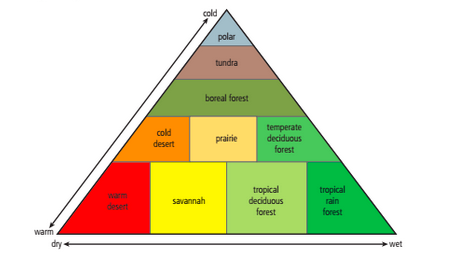 cold
polar
tundra
boreal forest
cold
desert
prairie
temperate
deciduous
forest
warm
desert
savannah
tropical
deciduous
forest
tropical
rain
forest
warm
dry
wet